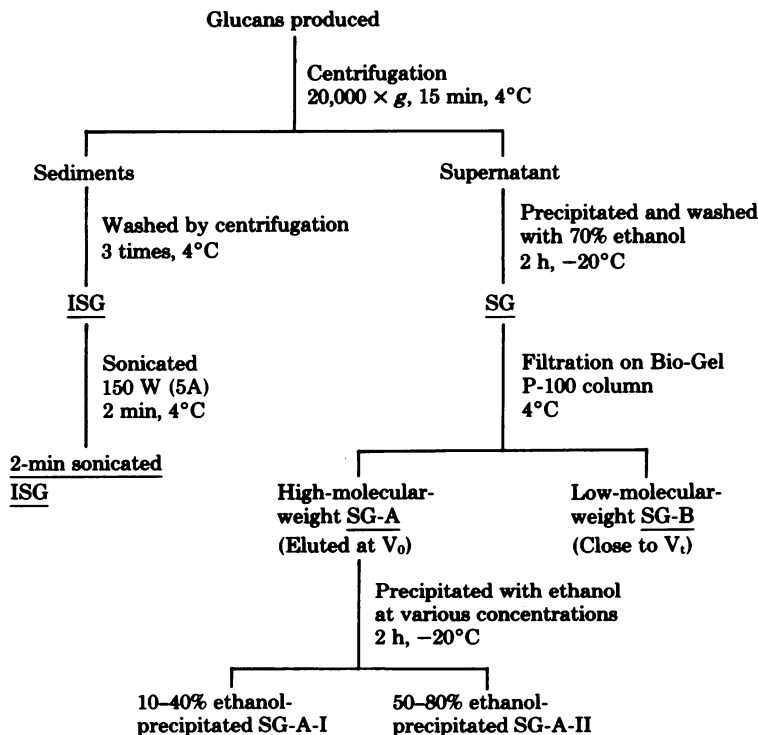 Glucans produced
Centrifugation
20,000 × g, 15 min, 4°C
Sediments
Supernatant
Washed by centrifugation
3 times, 4°C
Precipitated and washed
with 70% ethanol
2 h, −20°C
ISG
SG
Sonicated
150 W (5A)
2 min, 4°C
Filtration on Bio-Gel
P-100 column
4°C
2-min sonicated
ISG
High-molecular-
weight SG-A
(Eluted at V₀)
Low-molecular-
weight SG-B
(Close to Vₜ)
Precipitated with ethanol
at various concentrations
2 h, −20°C
10–40% ethanol-
precipitated SG-A-I
50–80% ethanol-
precipitated SG-A-II